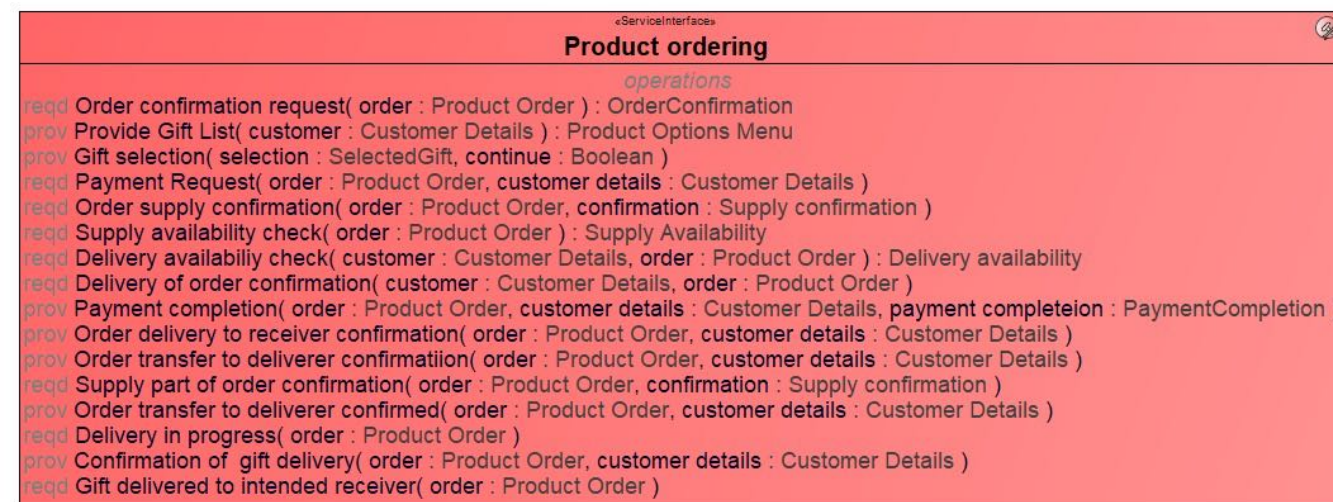 «ServiceInterface»
Product ordering
operations
reqd Order confirmation request( order : Product Order ) : OrderConfirmation
prov Provide Gift List( customer : Customer Details ) : Product Options Menu
prov Gift selection( selection : SelectedGift, continue : Boolean )
reqd Payment Request( order : Product Order, customer details : Customer Details )
reqd Order supply confirmation( order : Product Order, confirmation : Supply confirmation )
reqd Supply availability check( order : Product Order ) : Supply Availability
reqd Delivery availabiliy check( customer : Customer Details, order : Product Order ) : Delivery availability
reqd Delivery of order confirmation( customer : Customer Details, order : Product Order )
prov Payment completion( order : Product Order, customer details : Customer Details, payment completeion : PaymentCompletion
prov Order delivery to receiver confirmation( order : Product Order, customer details : Customer Details )
prov Order transfer to deliverer confirmatiion( order : Product Order, customer details : Customer Details )
reqd Supply part of order confirmation( order : Product Order, confirmation : Supply confirmation )
prov Order transfer to deliverer confirmed( order : Product Order, customer details : Customer Details )
reqd Delivery in progress( order : Product Order )
prov Confirmation of  gift delivery( order : Product Order, customer details : Customer Details )
reqd Gift delivered to intended receiver( order : Product Order )